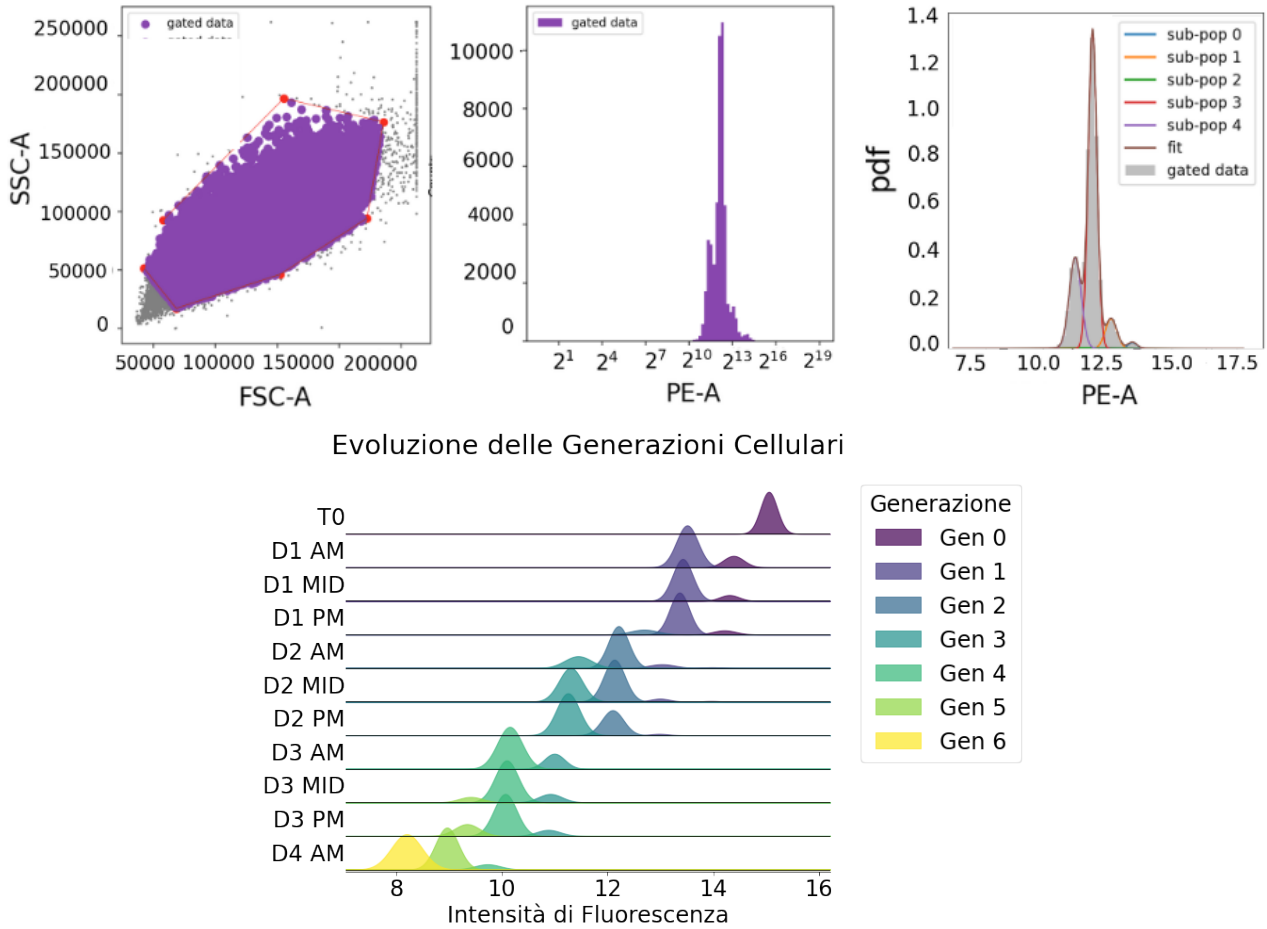 gated data
250000
200000
150000
100000
50000
0
SSC-A
50000 100000 150000 200000
FSC-A
gated data
10000
8000
6000
4000
2000
0
2^1 2^4 2^7 2^10 2^13 2^16 2^19
PE-A
1.4
1.2
1.0
0.8
0.6
0.4
0.2
0.0
pdf
sub-pop 0
sub-pop 1
sub-pop 2
sub-pop 3
sub-pop 4
fit
gated data
7.5 10.0 12.5 15.0 17.5
PE-A
Evoluzione delle Generazioni Cellulari
T0
D1 AM
D1 MID
D1 PM
D2 AM
D2 MID
D2 PM
D3 AM
D3 MID
D3 PM
D4 AM
8 10 12 14 16
Intensità di Fluorescenza
Generazione
Gen 0
Gen 1
Gen 2
Gen 3
Gen 4
Gen 5
Gen 6